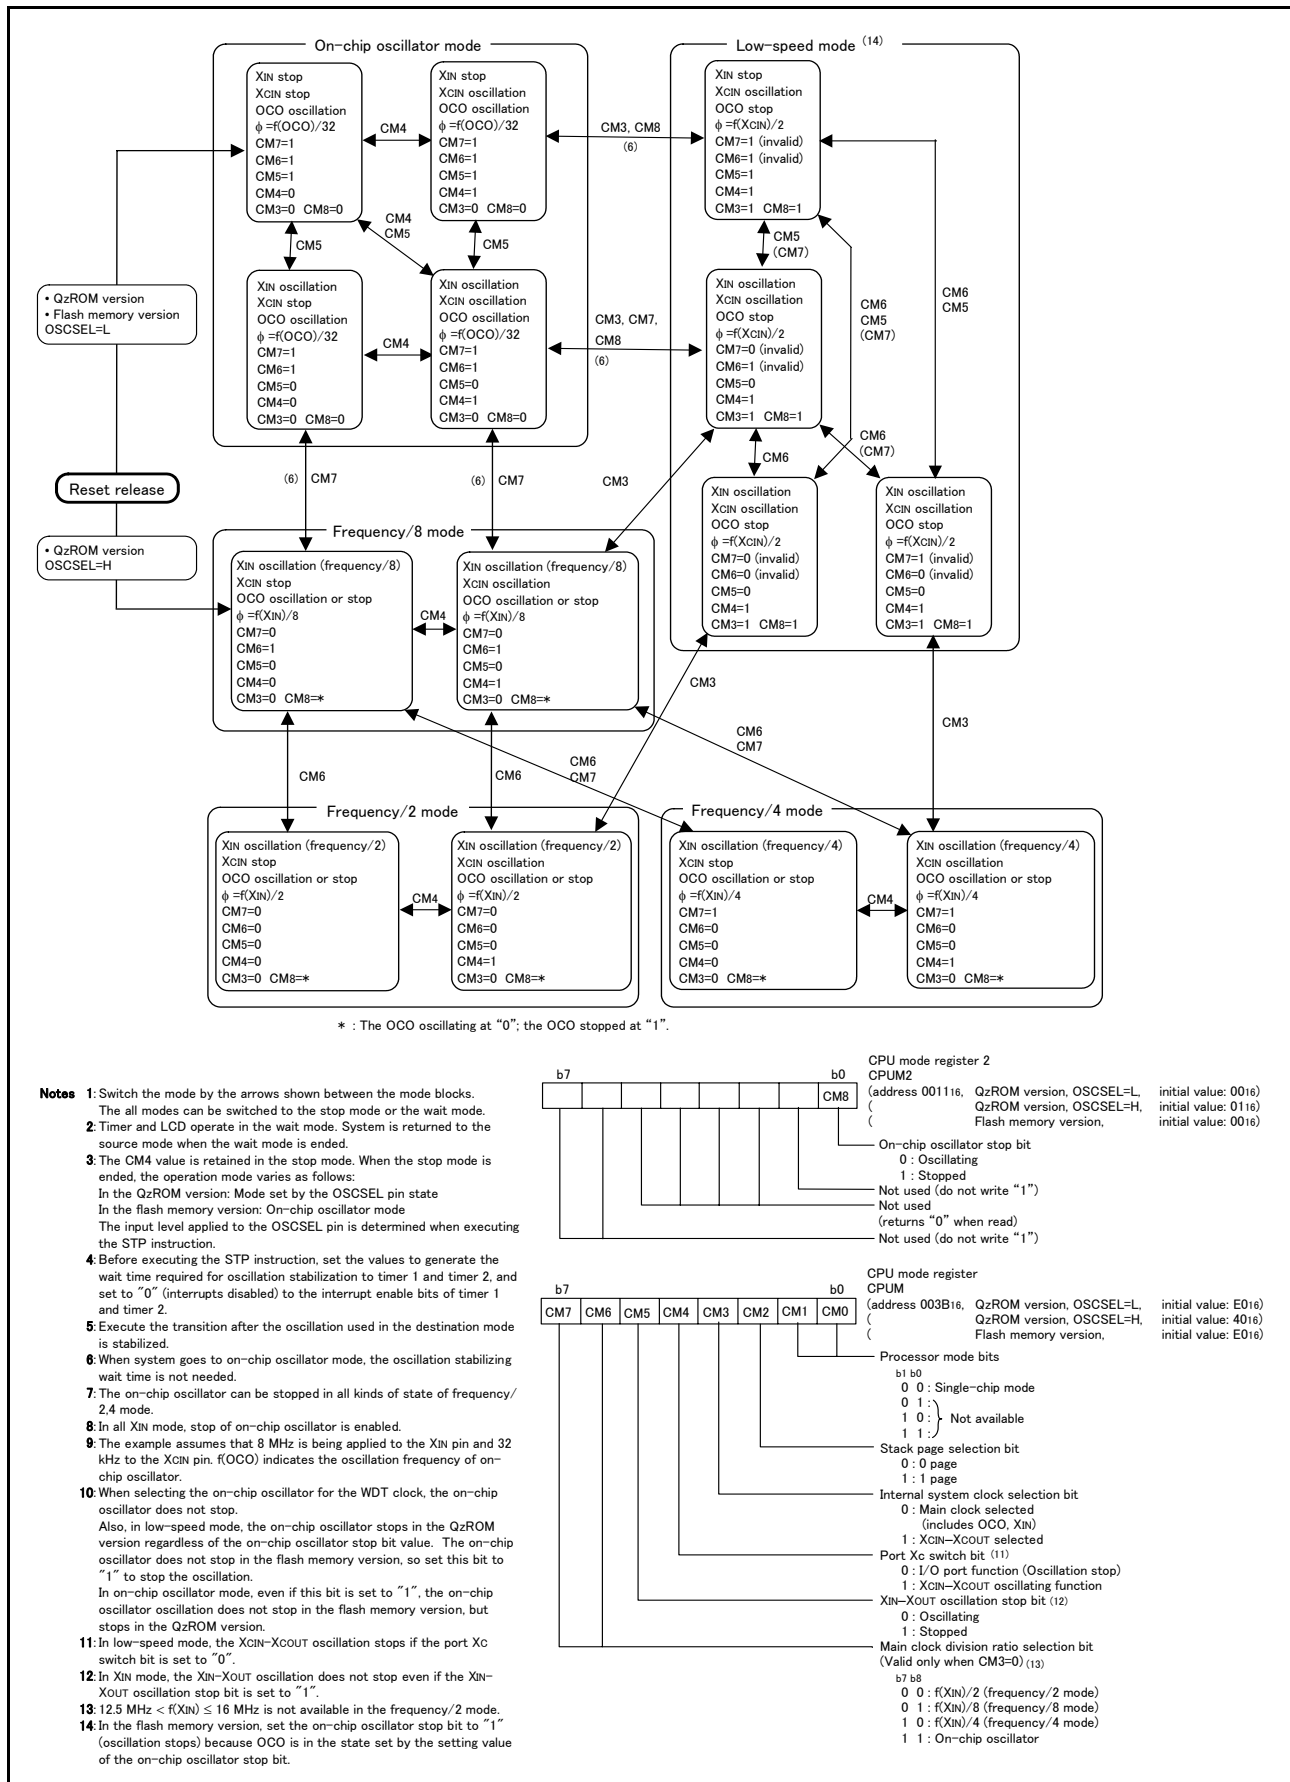 On-chip oscillator mode
XIN stop
XCIN stop
OCO oscillation
φ =f(OCO)/32
CM7=1
CM6=1
CM5=1
CM4=0
CM3=0 CM8=0
CM4
XIN stop
XCIN oscillation
OCO oscillation
φ =f(OCO)/32
CM7=1
CM6=1
CM5=1
CM4=1
CM3=0 CM8=0
CM5
CM4
CM5
CM5
XIN oscillation
XCIN stop
OCO oscillation
φ =f(OCO)/32
CM7=1
CM6=1
CM5=0
CM4=0
CM3=0 CM8=0
CM4
XIN oscillation
XCIN oscillation
OCO oscillation
φ =f(OCO)/32
CM7=1
CM6=1
CM5=0
CM4=1
CM3=0 CM8=0
CM3, CM8
(6)
CM3, CM7,
CM8
(6)
Low-speed mode (14)
XIN stop
XCIN oscillation
OCO stop
φ =f(XCIN)/2
CM7=1 (invalid)
CM6=1 (invalid)
CM5=1
CM4=1
CM3=1 CM8=1
CM5
(CM7)
XIN oscillation
XCIN oscillation
OCO stop
φ =f(XCIN)/2
CM7=0 (invalid)
CM6=1 (invalid)
CM5=0
CM4=1
CM3=1 CM8=1
CM6
CM5
(CM7)
CM6
CM5
CM6
CM6
(CM7)
XIN oscillation
XCIN oscillation
OCO stop
φ =f(XCIN)/2
CM7=0 (invalid)
CM6=0 (invalid)
CM5=0
CM4=1
CM3=1 CM8=1
XIN oscillation
XCIN oscillation
OCO stop
φ =f(XCIN)/2
CM7=1 (invalid)
CM6=0 (invalid)
CM5=0
CM4=1
CM3=1 CM8=1
• QzROM version
• Flash memory version
OSCSEL=L
Reset release
• QzROM version
OSCSEL=H
(6) CM7
(6) CM7
CM3
Frequency/8 mode
XIN oscillation (frequency/8)
XCIN stop
OCO oscillation or stop
φ =f(XIN)/8
CM7=0
CM6=1
CM5=0
CM4=0
CM3=0 CM8=*
CM4
XIN oscillation (frequency/8)
XCIN oscillation
OCO oscillation or stop
φ =f(XIN)/8
CM7=0
CM6=1
CM5=0
CM4=1
CM3=0 CM8=*
CM3
CM3
CM6
CM7
CM6
CM7
CM6
CM6
Frequency/2 mode
XIN oscillation (frequency/2)
XCIN stop
OCO oscillation or stop
φ =f(XIN)/2
CM7=0
CM6=0
CM5=0
CM4=0
CM3=0 CM8=*
CM4
XIN oscillation (frequency/2)
XCIN oscillation
OCO oscillation or stop
φ =f(XIN)/2
CM7=0
CM6=0
CM5=0
CM4=1
CM3=0 CM8=*
Frequency/4 mode
XIN oscillation (frequency/4)
XCIN stop
OCO oscillation or stop
φ =f(XIN)/4
CM7=1
CM6=0
CM5=0
CM4=0
CM3=0 CM8=*
CM4
XIN oscillation (frequency/4)
XCIN oscillation
OCO oscillation or stop
φ =f(XIN)/4
CM7=1
CM6=0
CM5=0
CM4=1
CM3=0 CM8=*
* : The OCO oscillating at “0”; the OCO stopped at “1”.
Notes 1: Switch the mode by the arrows shown between the mode blocks.
The all modes can be switched to the stop mode or the wait mode.
2: Timer and LCD operate in the wait mode. System is returned to the
source mode when the wait mode is ended.
3: The CM4 value is retained in the stop mode. When the stop mode is
ended, the operation mode varies as follows:
In the QzROM version: Mode set by the OSCSEL pin state
In the flash memory version: On-chip oscillator mode
The input level applied to the OSCSEL pin is determined when executing
the STP instruction.
4: Before executing the STP instruction, set the values to generate the
wait time required for oscillation stabilization to timer 1 and timer 2, and
set to "0" (interrupts disabled) to the interrupt enable bits of timer 1
and timer 2.
5: Execute the transition after the oscillation used in the destination mode
is stabilized.
6: When system goes to on-chip oscillator mode, the oscillation stabilizing
wait time is not needed.
7: The on-chip oscillator can be stopped in all kinds of state of frequency/
2,4 mode.
8: In all XIN mode, stop of on-chip oscillator is enabled.
9: The example assumes that 8 MHz is being applied to the XIN pin and 32
kHz to the XCIN pin. f(OCO) indicates the oscillation frequency of on-
chip oscillator.
10: When selecting the on-chip oscillator for the WDT clock, the on-chip
oscillator does not stop.
Also, in low-speed mode, the on-chip oscillator stops in the QzROM
version regardless of the on-chip oscillator stop bit value. The on-chip
oscillator does not stop in the flash memory version, so set this bit to
"1" to stop the oscillation.
In on-chip oscillator mode, even if this bit is set to "1", the on-chip
oscillator oscillation does not stop in the flash memory version, but
stops in the QzROM version.
11: In low-speed mode, the XCIN-XCOUT oscillation stops if the port XC
switch bit is set to "0".
12: In XIN mode, the XIN-XOUT oscillation does not stop even if the XIN-
XOUT oscillation stop bit is set to "1".
13: 12.5 MHz < f(XIN) ≤ 16 MHz is not available in the frequency/2 mode.
14: In the flash memory version, set the on-chip oscillator stop bit to "1"
(oscillation stops) because OCO is in the state set by the setting value
of the on-chip oscillator stop bit.
b7 b0
CM8
CPU mode register 2
CPUM2
(address 001116, QzROM version, OSCSEL=L, initial value: 0016)
( QzROM version, OSCSEL=H, initial value: 0116)
( Flash memory version, initial value: 0016)
On-chip oscillator stop bit
0 : Oscillating
1 : Stopped
Not used (do not write “1”)
Not used
(returns “0” when read)
Not used (do not write “1”)
b7 b0
CM7 CM6 CM5 CM4 CM3 CM2 CM1 CM0
CPU mode register
CPUM
(address 003B16, QzROM version, OSCSEL=L, initial value: E016)
( QzROM version, OSCSEL=H, initial value: 4016)
( Flash memory version, initial value: E016)
Processor mode bits
b1 b0
0 0 : Single-chip mode
0 1 :
1 0 : Not available
1 1 :
Stack page selection bit
0 : 0 page
1 : 1 page
Internal system clock selection bit
0 : Main clock selected
(includes OCO, XIN)
1 : XCIN-XCOUT selected
Port Xc switch bit (11)
0 : I/O port function (Oscillation stop)
1 : XCIN-XCOUT oscillating function
XIN-XOUT oscillation stop bit (12)
0 : Oscillating
1 : Stopped
Main clock division ratio selection bit
(Valid only when CM3=0) (13)
b7 b8
0 0 : f(XIN)/2 (frequency/2 mode)
0 1 : f(XIN)/8 (frequency/8 mode)
1 0 : f(XIN)/4 (frequency/4 mode)
1 1 : On-chip oscillator